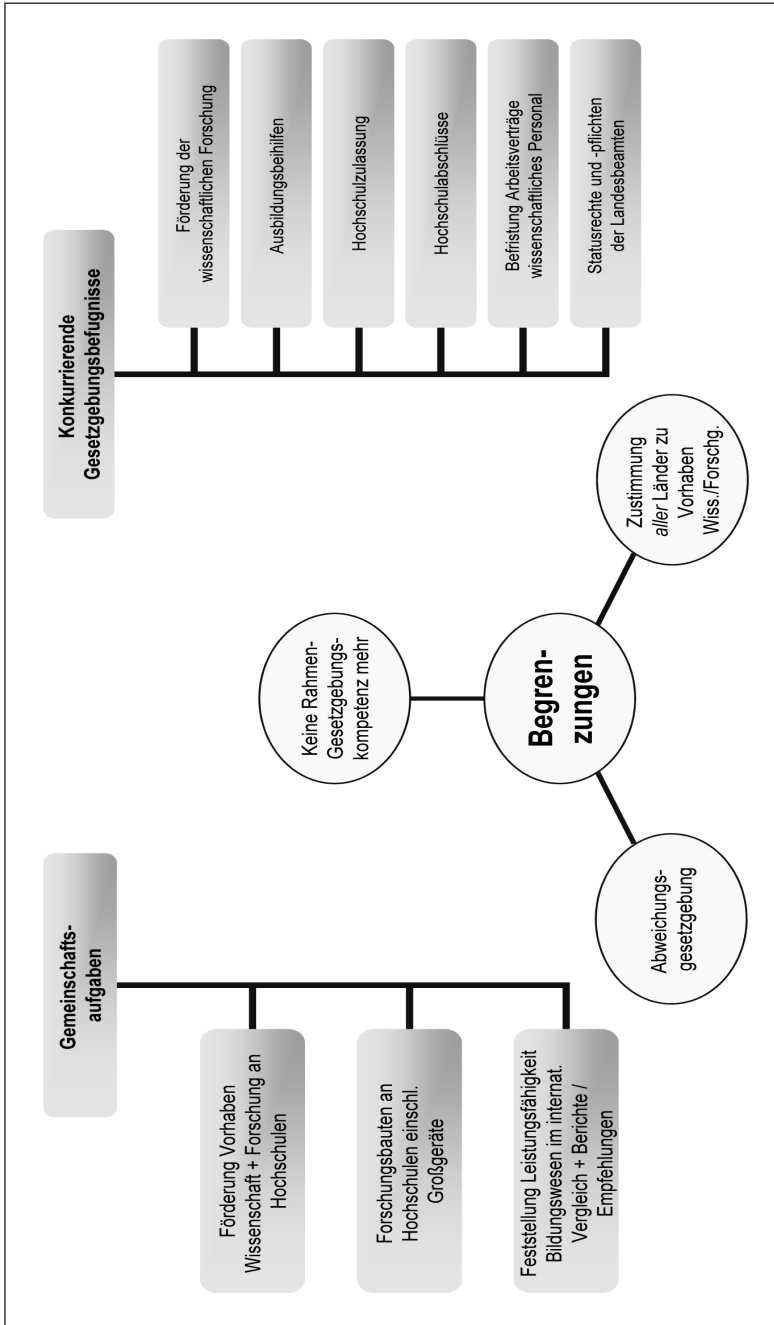 Gemeinschafts-
aufgaben
Förderung Vorhaben
Wissenschaft + Forschung an
Hochschulen
Forschungsbauten an
Hochschulen einschl.
Großgeräte
Feststellung Leistungsfähigkeit
Bildungswesen im internat.
Vergleich + Berichte /
Empfehlungen
Keine Rahmen-
Gesetzgebungs-
kompetenz mehr
Begren-
zungen
Abweichungs-
gesetzgebung
Zustimmung
aller Länder zu
Vorhaben
Wiss./Forschg.
Konkurrierende
Gesetzgebungsbefugnisse
Förderung der
wissenschaftlichen Forschung
Ausbildungsbeihilfen
Hochschulzulassung
Hochschulabschlüsse
Befristung Arbeitsverträge
wissenschaftliches Personal
Statusrechte und -pflichten
der Landesbeamten